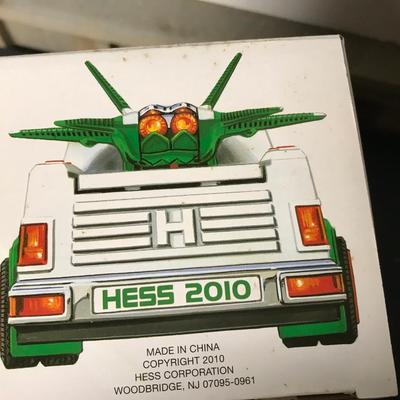 H
HESS 2010
MADE IN CHINA
COPYRIGHT 2010
HESS CORPORATION
WOODBRIDGE, NJ 07095-0961